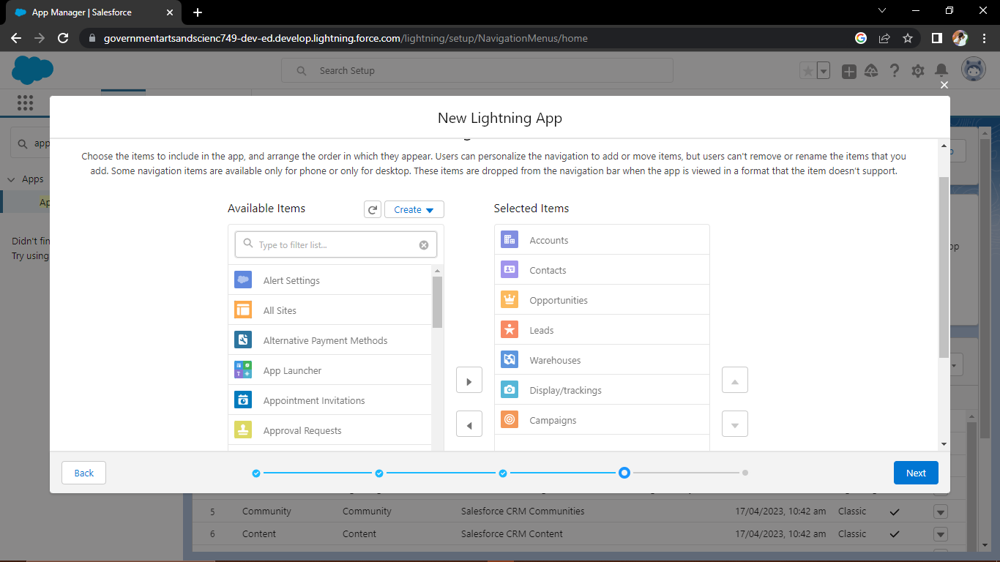 App Manager | Salesforce
governmentartsandscienc749-dev-ed.develop.lightning.force.com/lightning/setup/NavigationMenus/home
Search Setup
New Lightning App
app
Choose the items to include in the app, and arrange the order in which they appear. Users can personalize the navigation to add or move items, but users can't remove or rename the items that you
add. Some navigation items are available only for phone or only for desktop. These items are dropped from the navigation bar when the app is viewed in a format that the item doesn't support.
Apps
Ap
Didn't fin
Try using
op
Available Items
Create
Selected Items
Type to filter list...
Alert Settings
All Sites
Alternative Payment Methods
App Launcher
Appointment Invitations
Approval Requests
Accounts
Contacts
Opportunities
Leads
Warehouses
Display/trackings
Campaigns
Back
Next
5 Community Community Salesforce CRM Communities 17/04/2023, 10:42 am Classic
6 Content Content Salesforce CRM Content 17/04/2023, 10:42 am Classic